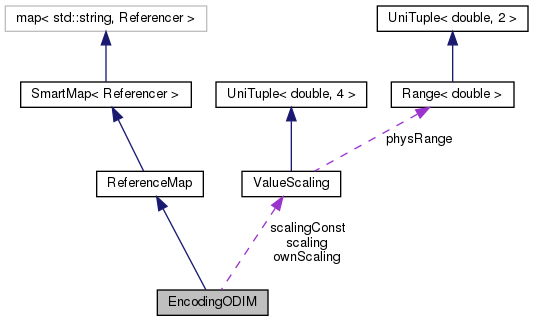 map< std::string, Referencer >
UniTuple< double, 2 >
SmartMap< Referencer >
UniTuple< double, 4 >
Range< double >
physRange
ReferenceMap
ValueScaling
scalingConst
scaling
ownScaling
EncodingODIM